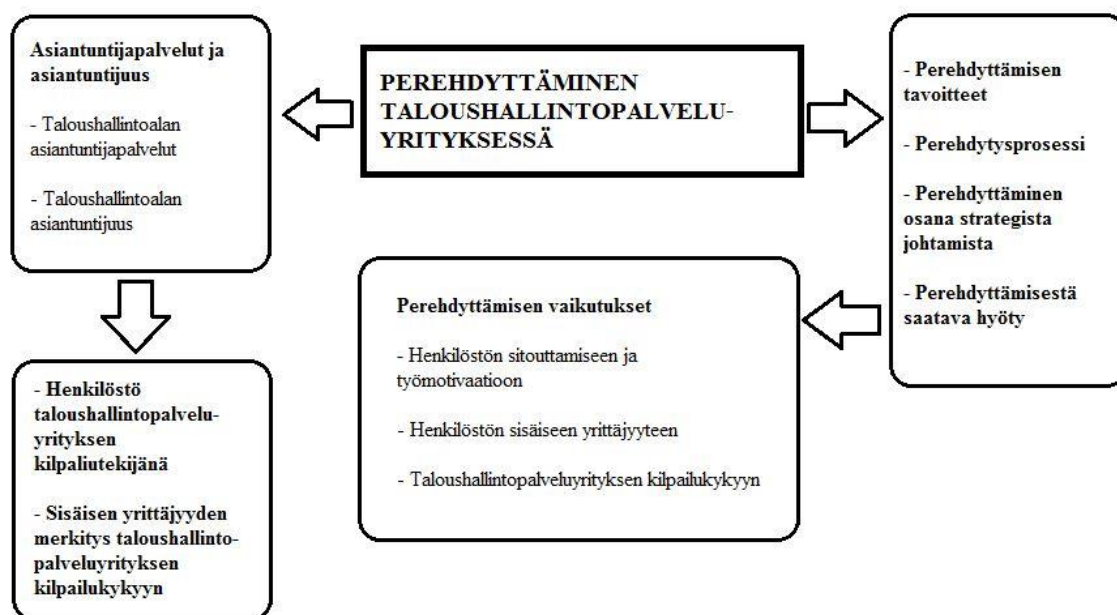 Asiantuntijapalvelut ja
asiantuntijuus
- Taloushallintoalan
asiantuntijapalvelut
- Taloushallintoalan
asiantuntijuus
PEREHDYTTÄMINEN
TALOUSHALLINTOPALVELU-
YRITYKSESSÄ
- Perehdyttämisen
tavoitteet
- Perehdytysprosessi
- Perehdyttäminen
osana strategista
johtamista
- Perehdyttämisestä
saatava hyöty
- Henkilöstö
taloushallintopalvelu-
yrityksen
kilpaliutekijänä
- Sisäisen yrittäjyyden
merkitys taloushallinto-
palveluyrityksen
kilpailukykyyn
Perehdyttämisen vaikutukset
- Henkilöstön sitouttamiseen ja
työmotivaatioon
- Henkilöstön sisäiseen yrittäjyyteen
- Taloushallintopalveluyrityksen kilpailukykyyn